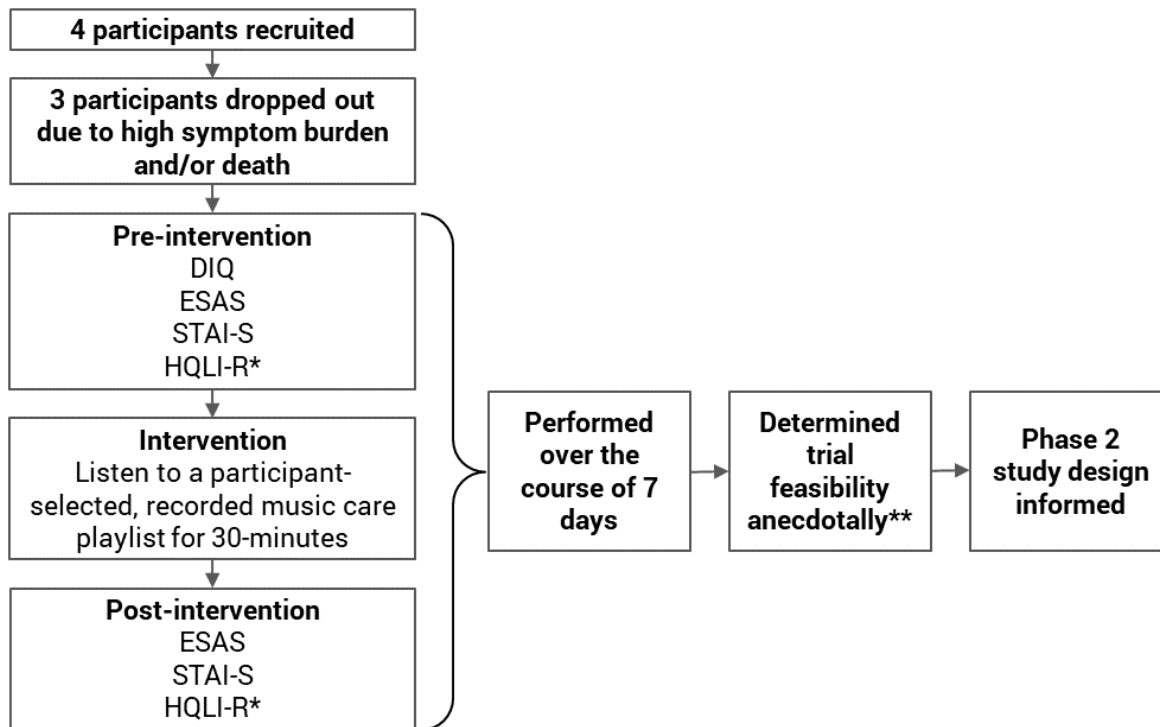 4 participants recruited
3 participants dropped out
due to high symptom burden
and/or death
Pre-intervention
DIQ
ESAS
STAI-S
HQLI-R*
Intervention
Listen to a participant-
selected, recorded music care
playlist for 30-minutes
Post-intervention
ESAS
STAI-S
HQLI-R*
Performed
over the
course of 7
days
Determined
trial
feasibility
anecdotally**
Phase 2
study design
informed